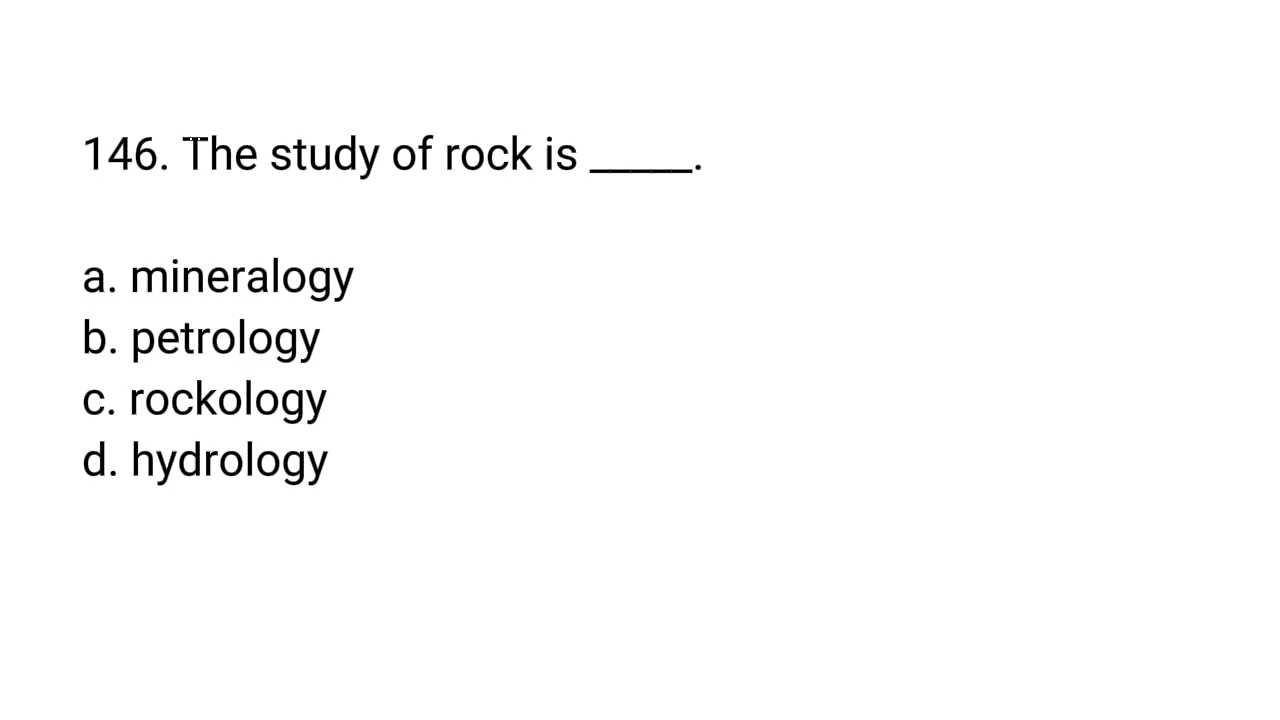 146. The study of rock is _____.
a. mineralogy
b. petrology
c. rockology
d. hydrology